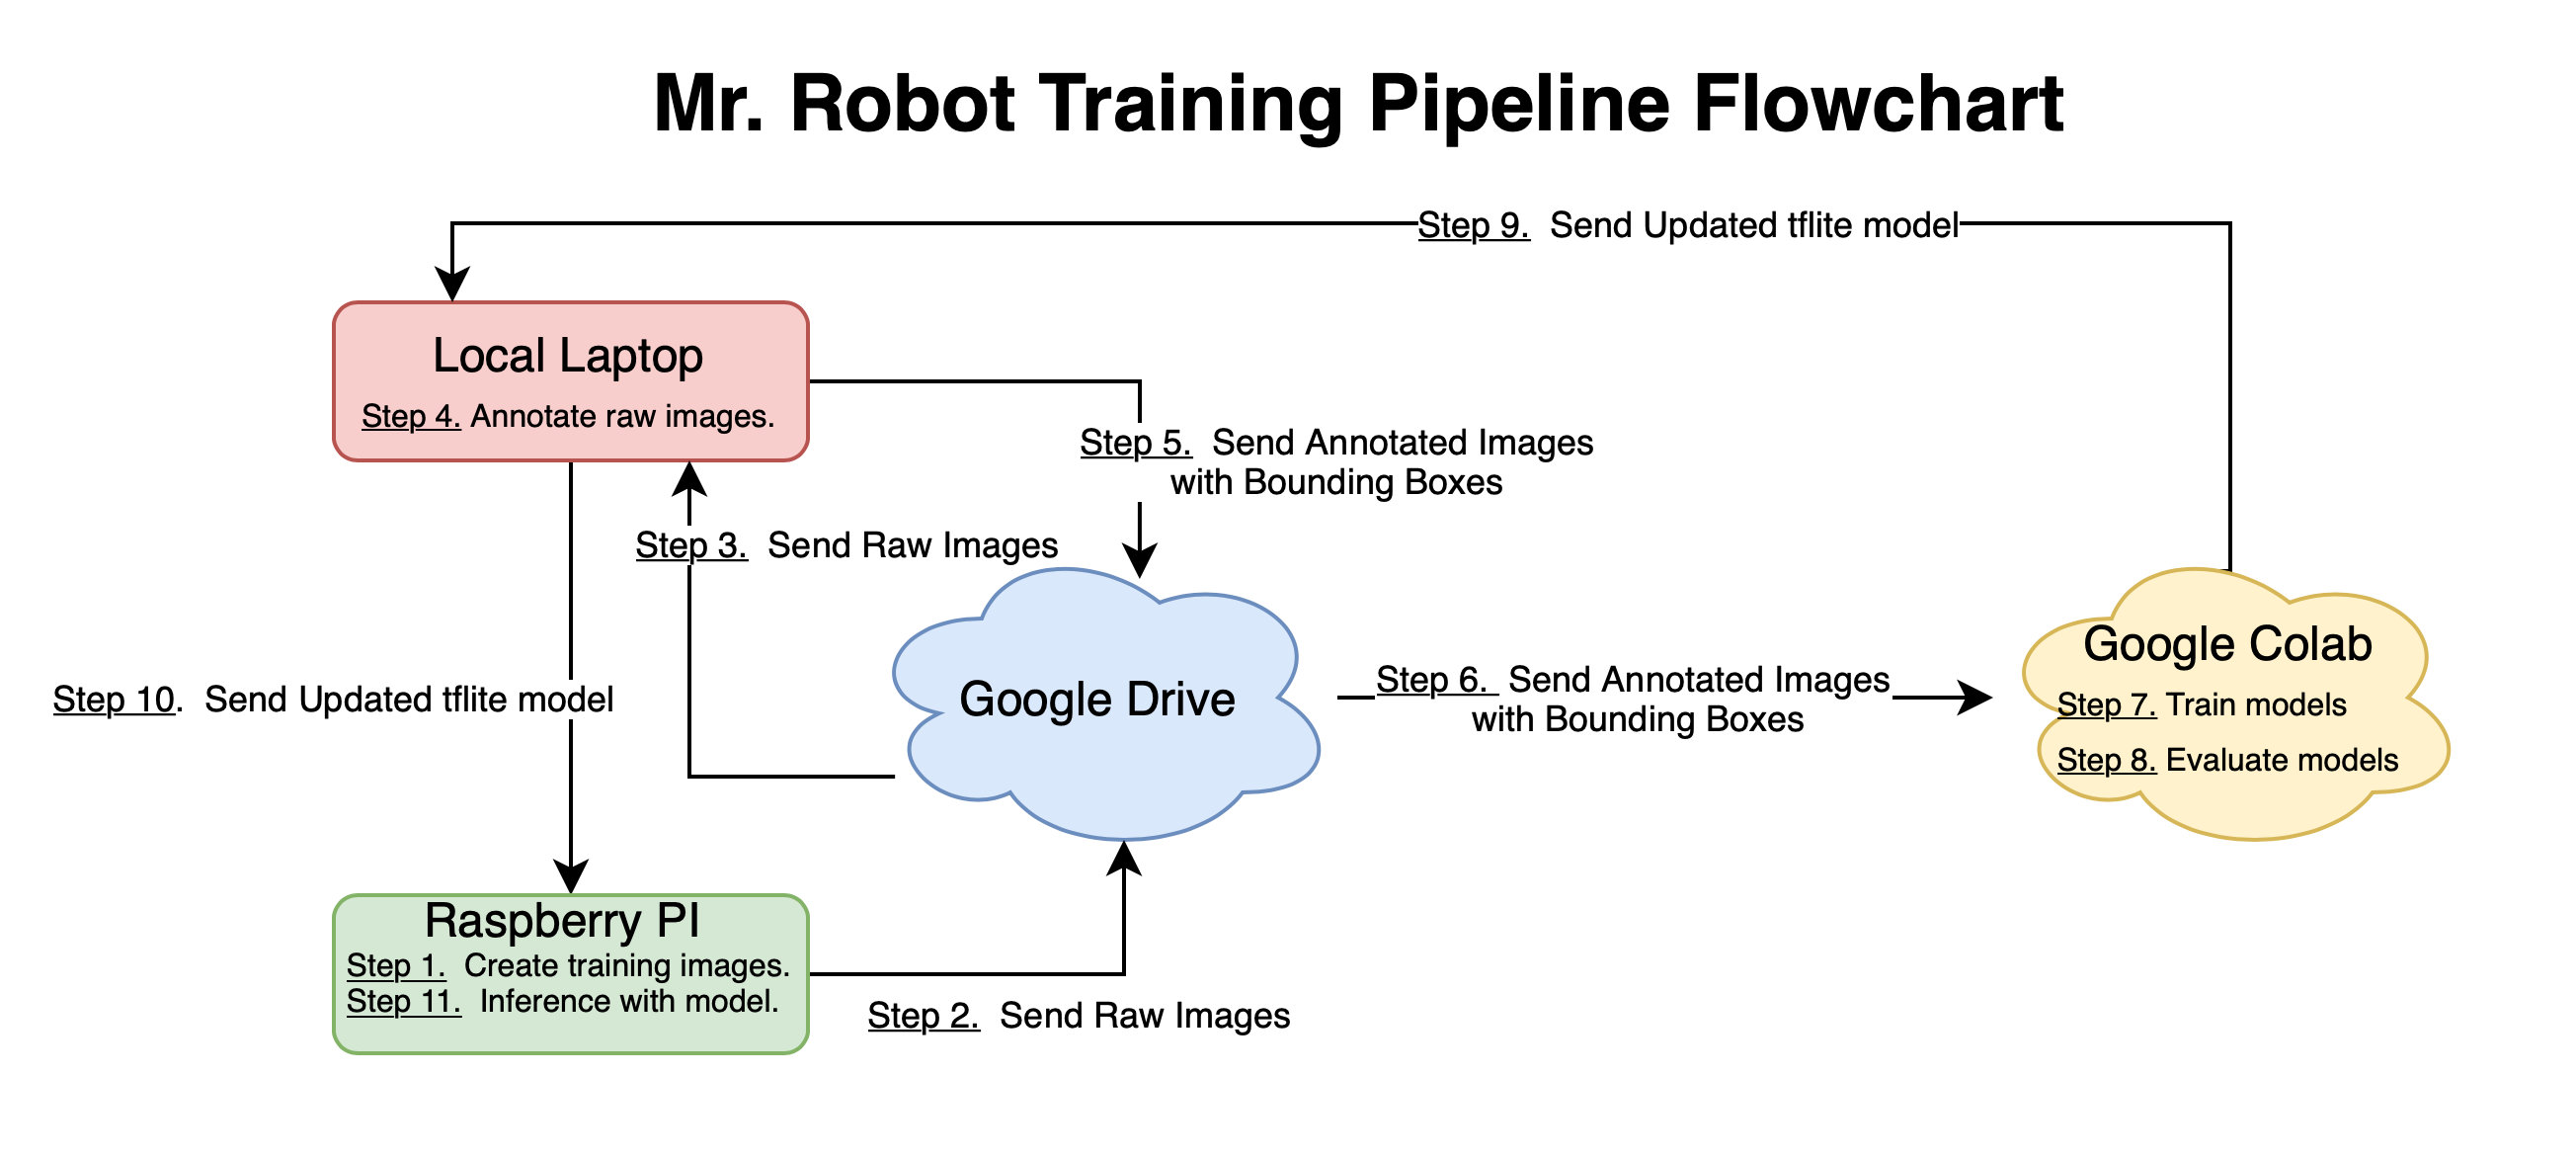 Mr. Robot Training Pipeline Flowchart
Step 9. Send Updated tflite model
Local Laptop
Step 4. Annotate raw images.
Step 5. Send Annotated Images
with Bounding Boxes
Step 3. Send Raw Images
Google Drive
Step 6. Send Annotated Images
with Bounding Boxes
Google Colab
Step 7. Train models
Step 8. Evaluate models
Step 10. Send Updated tflite model
Raspberry PI
Step 1. Create training images.
Step 11. Inference with model.
Step 2. Send Raw Images